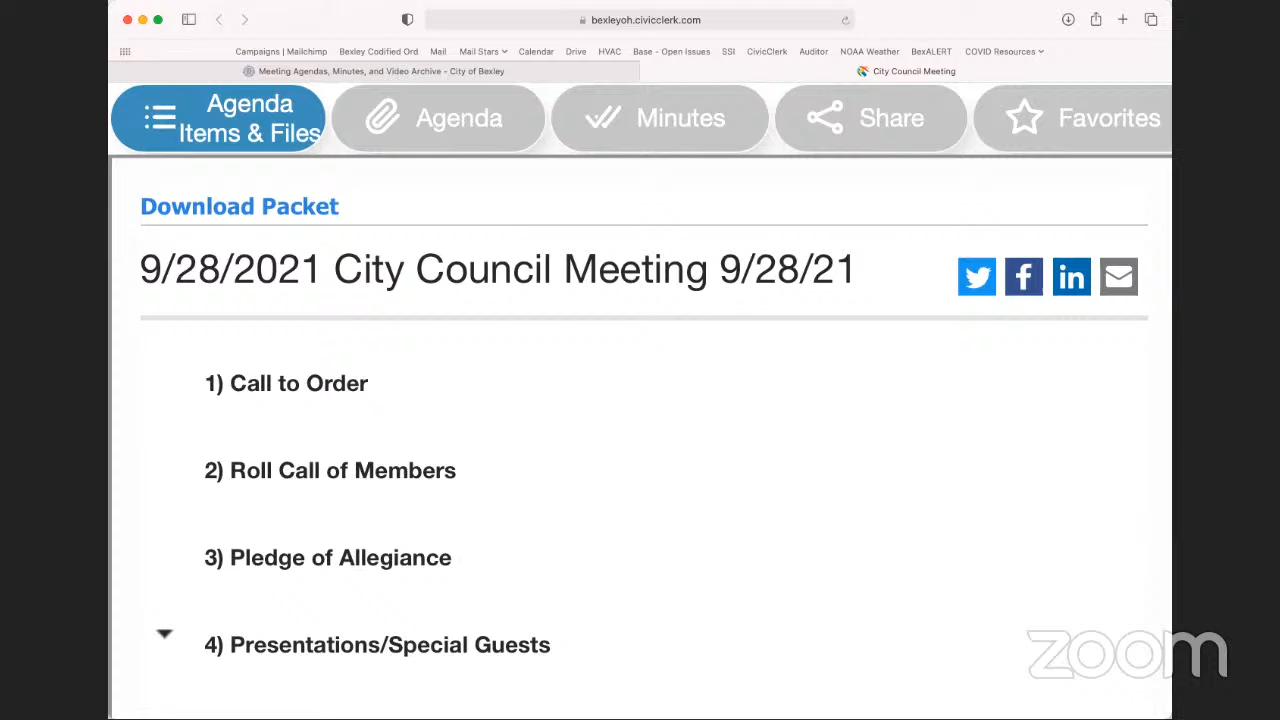 bexleyoh.civicclerk.com
Campaigns | Mailchimp Bexley Codified Ord Mail Mail Stars Calendar Drive HVAC Base - Open Issues SSI CivicClerk Auditor NOAA Weather BexALERT COVID Resources
Meeting Agendas, Minutes, and Video Archive - City of Bexley City Council Meeting
Agenda
Items & Files
Agenda
Minutes
Share
Favorites
Download Packet
9/28/2021 City Council Meeting 9/28/21
1) Call to Order
2) Roll Call of Members
3) Pledge of Allegiance
4) Presentations/Special Guests
zoom